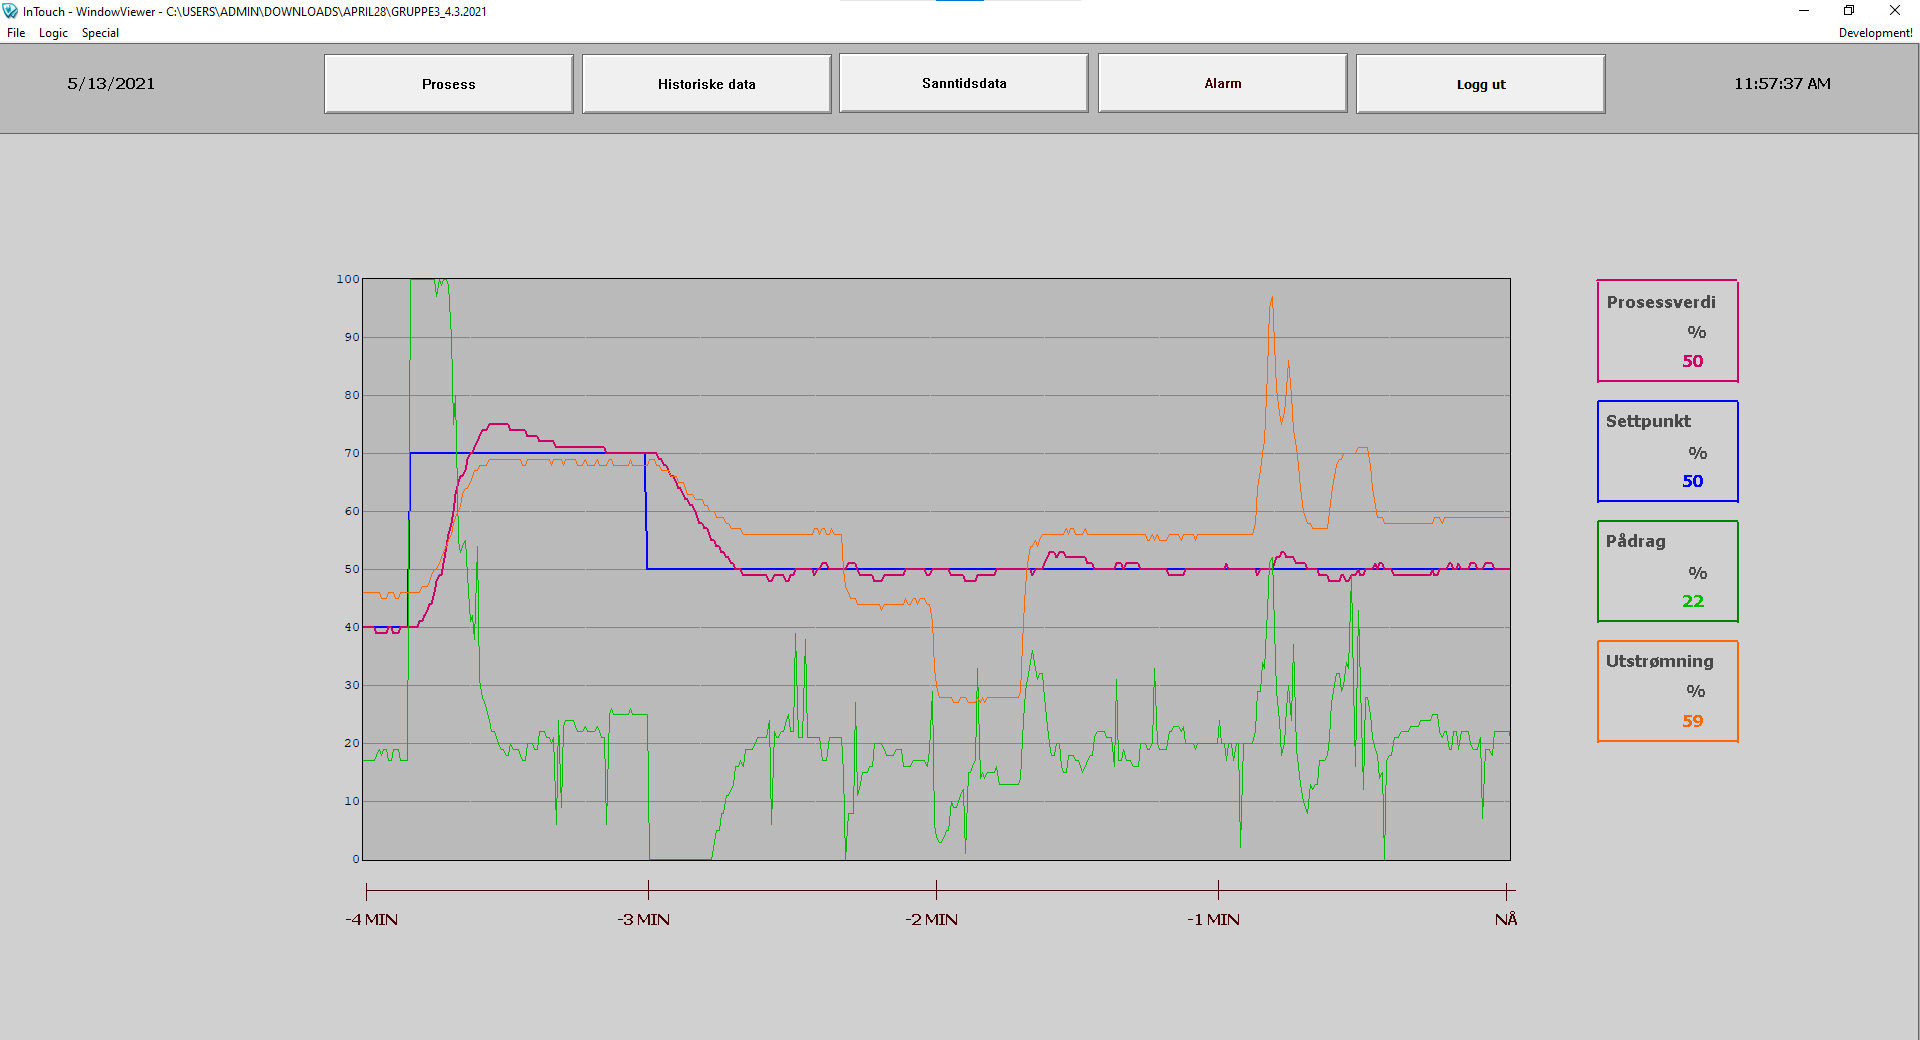 InTouch - WindowViewer - C:\USERS\ADMIN\DOWNLOADS\APRIL28\GRUPPE3_4.3.2021
File Logic Special Development!
5/13/2021 Prosess Historiske data Sanntidsdata Alarm Logg ut 11:57:37 AM
100
90
80
70
60
50
40
30
20
10
0
-4 MIN -3 MIN -2 MIN -1 MIN NÅ
Prosessverdi
%
50
Settpunkt
%
50
Pådrag
%
22
Utstrømning
%
59